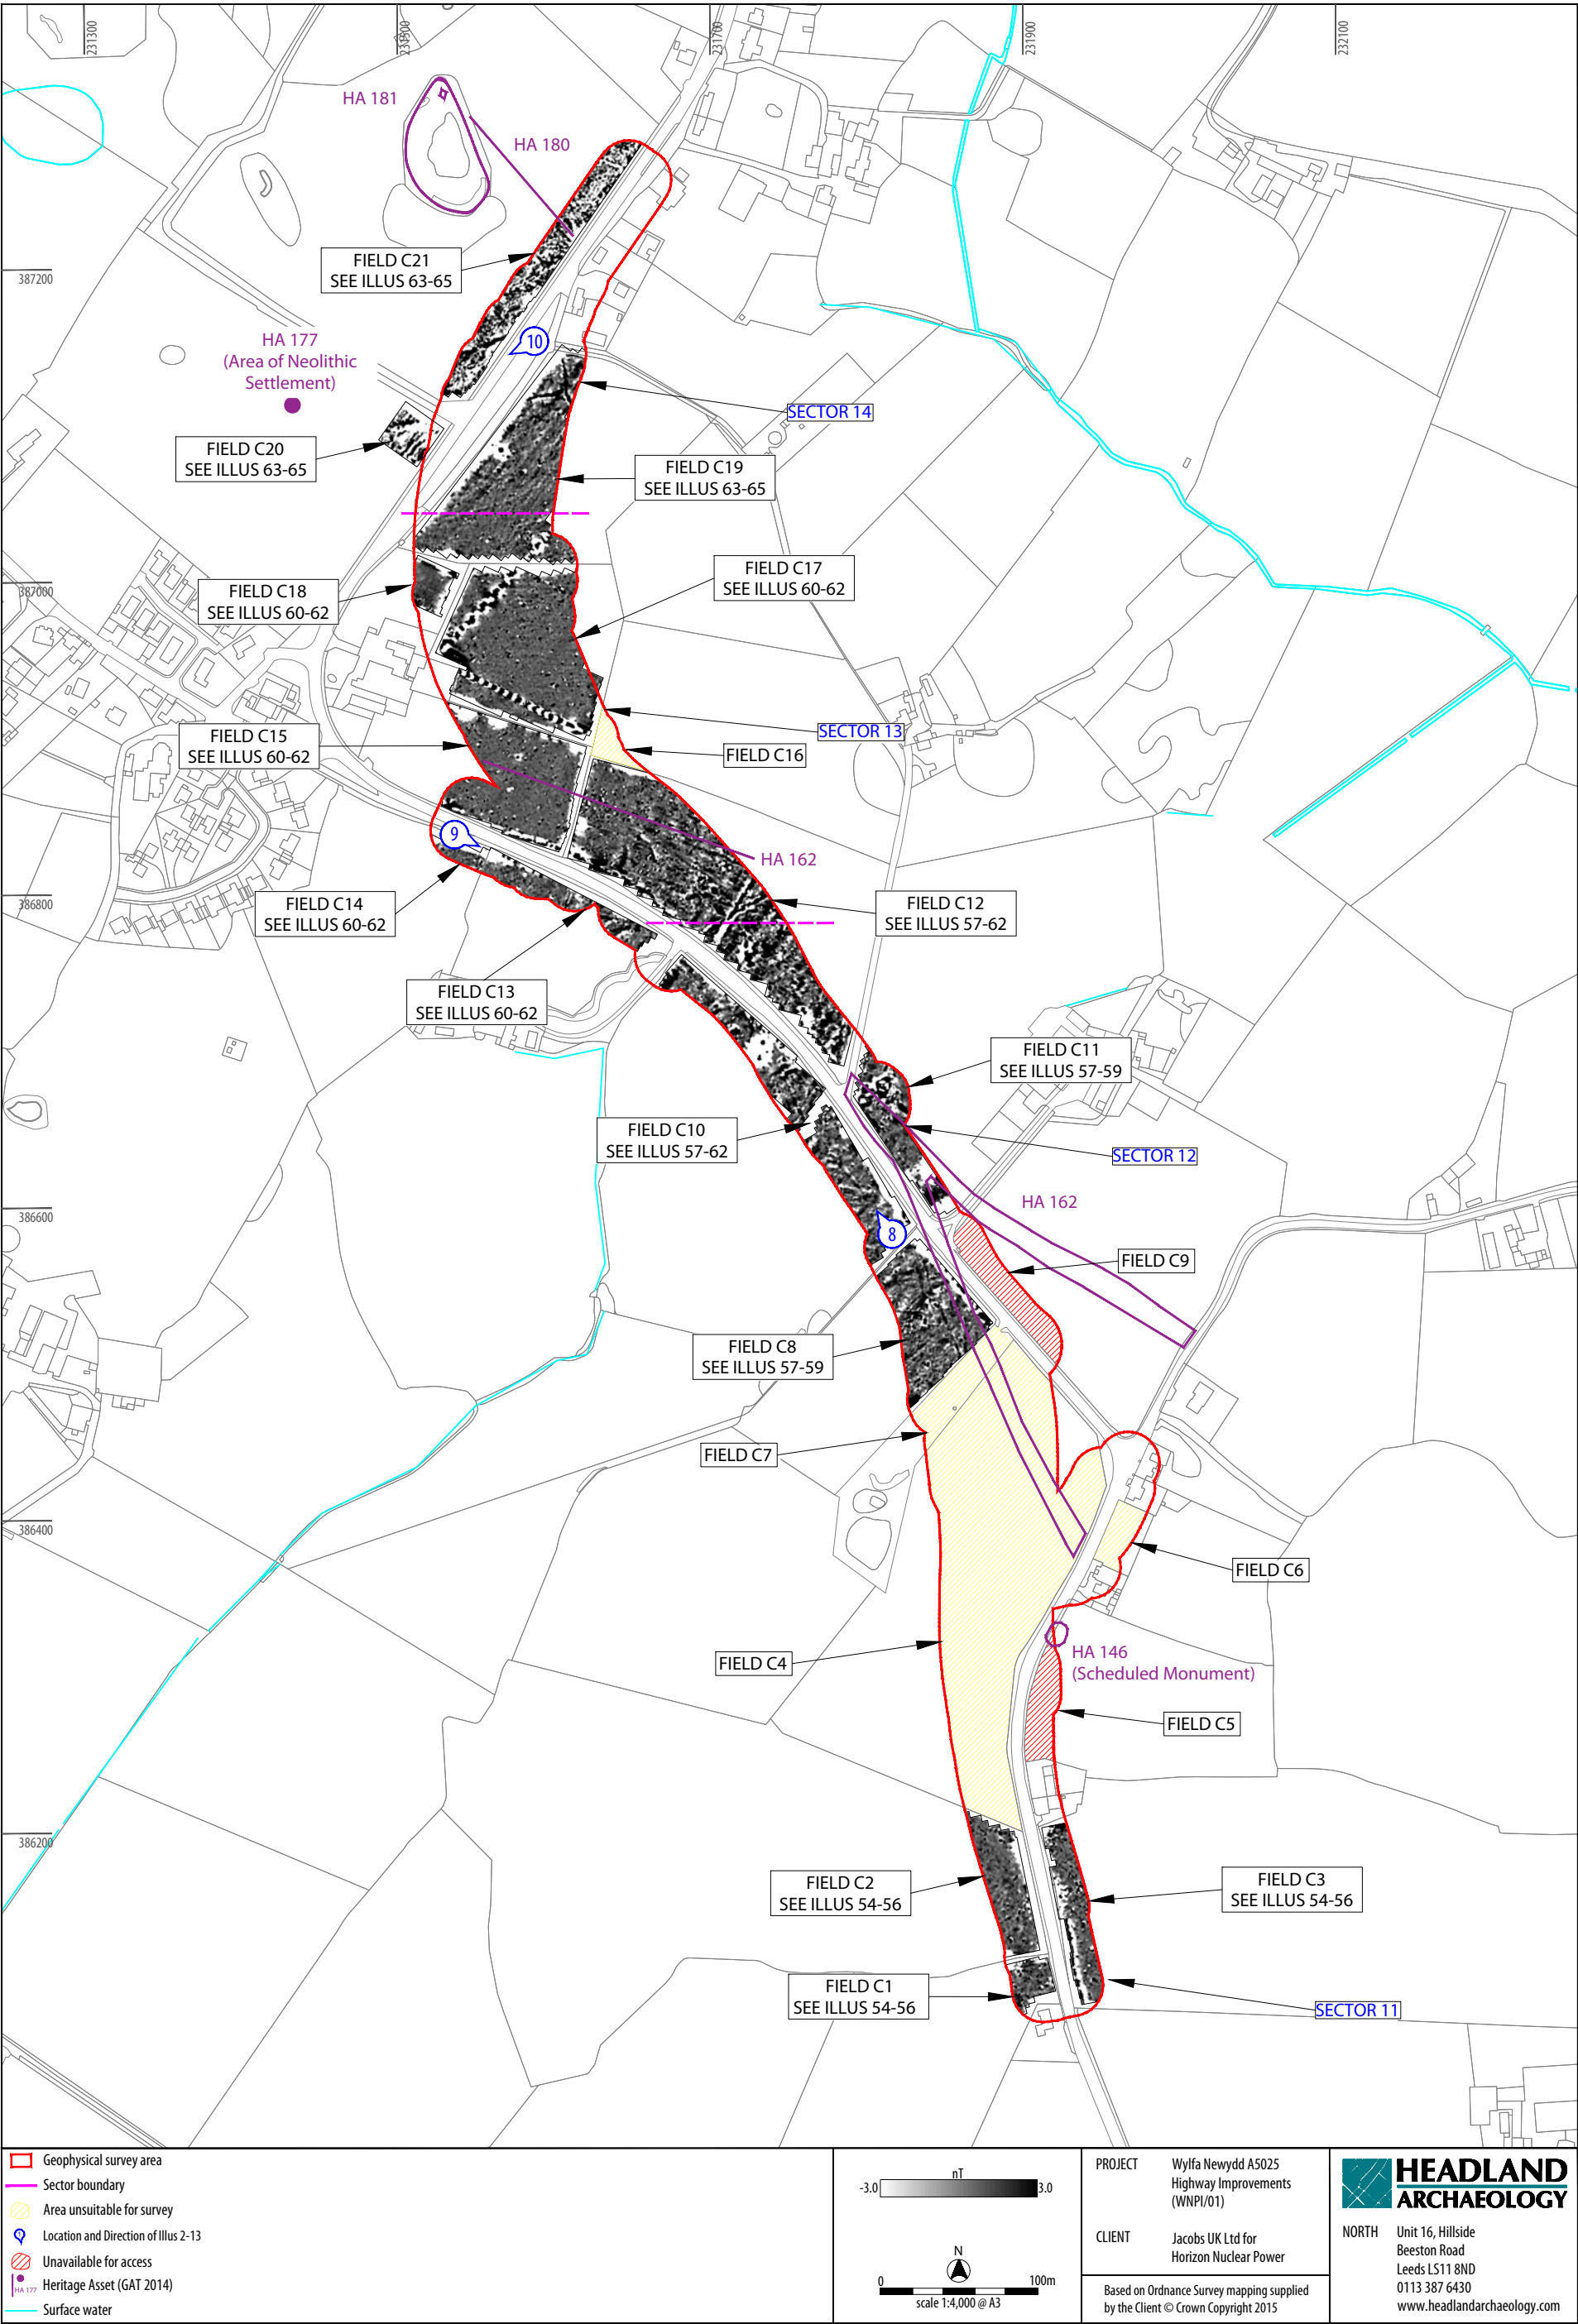 231300
231500
231700
231900
232100
HA 181
HA 180
FIELD C21
SEE ILLUS 63-65
387200
HA 177
(Area of Neolithic
Settlement)
10
SECTOR 14
FIELD C20
SEE ILLUS 63-65
FIELD C19
SEE ILLUS 63-65
FIELD C17
SEE ILLUS 60-62
FIELD C18
SEE ILLUS 60-62
387000
SECTOR 13
FIELD C15
SEE ILLUS 60-62
FIELD C16
9
HA 162
FIELD C14
SEE ILLUS 60-62
386800
FIELD C12
SEE ILLUS 57-62
FIELD C13
SEE ILLUS 60-62
FIELD C11
SEE ILLUS 57-59
FIELD C10
SEE ILLUS 57-62
SECTOR 12
HA 162
386600
8
FIELD C9
FIELD C8
SEE ILLUS 57-59
FIELD C7
386400
FIELD C6
FIELD C4
HA 146
(Scheduled Monument)
FIELD C5
386200
FIELD C2
SEE ILLUS 54-56
FIELD C3
SEE ILLUS 54-56
FIELD C1
SEE ILLUS 54-56
SECTOR 11
Geophysical survey area
Sector boundary
Area unsuitable for survey
Location and Direction of Illus 2-13
Unavailable for access
HA 177
Heritage Asset (GAT 2014)
Surface water
nT
-3.0
3.0
N
0
100m
scale 1:4,000 @ A3
PROJECT
Wylfa Newydd A5025
Highway Improvements
(WNPI/01)
CLIENT
Jacobs UK Ltd for
Horizon Nuclear Power
Based on Ordnance Survey mapping supplied
by the Client © Crown Copyright 2015
HEADLAND
ARCHAEOLOGY
NORTH
Unit 16, Hillside
Beeston Road
Leeds LS11 8ND
0113 387 6430
www.headlandarchaeology.com